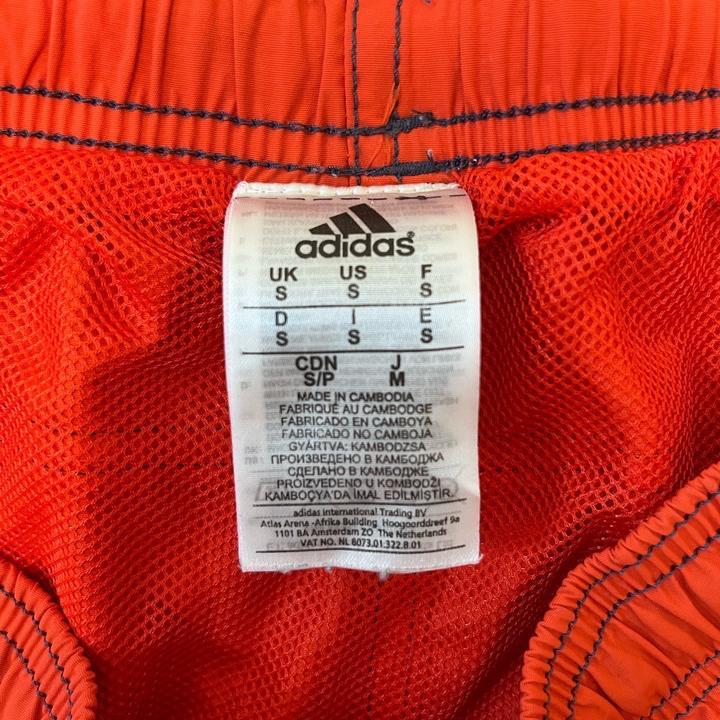 adidas®
UK US F
S S S
D I E
S S S
CDN J
S/P M
MADE IN CAMBODIA
FABRIQUÉ AU CAMBODGE
FABRICADO EN CAMBOYA
FABRICADO NO CAMBOJA
GYÁRTVA: KAMBODZSA
ПРОИЗВЕДЕНО В КАМБОДЖА
СДЕЛАНО В КАМБОДЖЕ
PROIZVEDENO U KOMBODŽI
KAMBOÇYA'DA İMAL EDİLMİŞTİR.
adidas International Trading BV
Atlas Arena -Afrika Building Hoogoorddreef 9a
1101 BA Amsterdam ZO The Netherlands
VAT NO. NL 8073.01.322.B.01